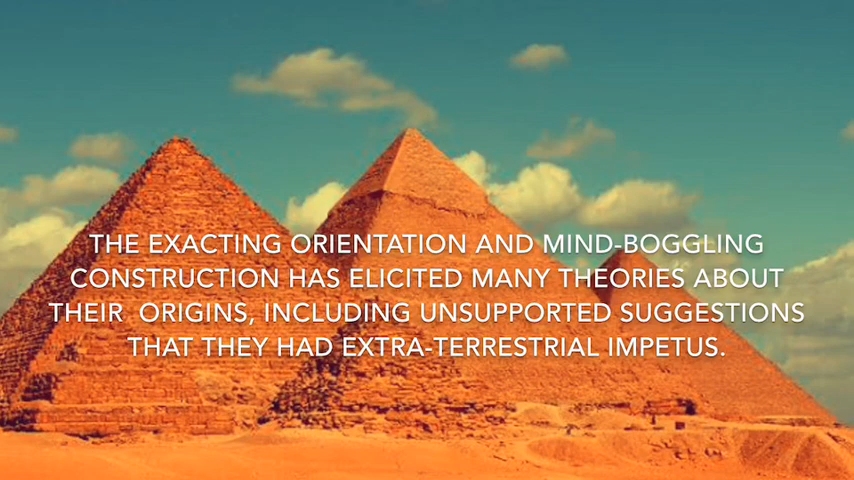 THE EXACTING ORIENTATION AND MIND-BOGGLING
CONSTRUCTION HAS ELICITED MANY THEORIES ABOUT
THEIR  ORIGINS, INCLUDING UNSUPPORTED SUGGESTIONS
THAT THEY HAD EXTRA-TERRESTRIAL IMPETUS.